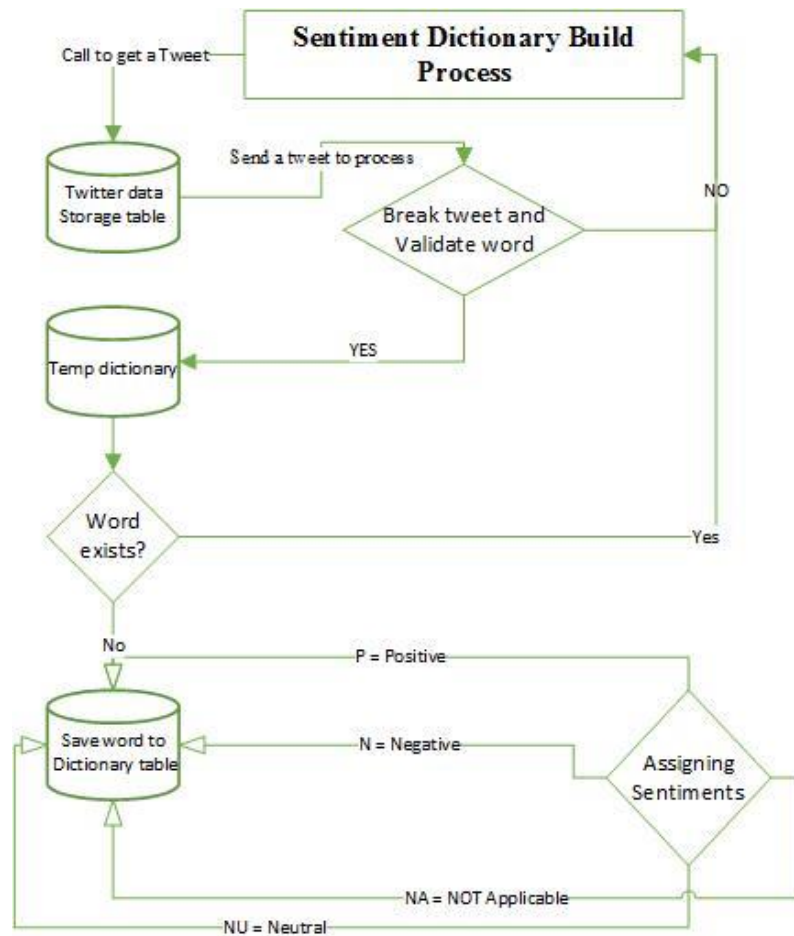 Sentiment Dictionary Build
Process
Call to get a Tweet
Send a tweet to process
Twitter data
Storage table
Break tweet and
Validate word
NO
YES
Temp dictionary
Word
exists?
Yes
No
P = Positive
Save word to
Dictionary table
N = Negative
Assigning
Sentiments
NA = NOT Applicable
NU = Neutral